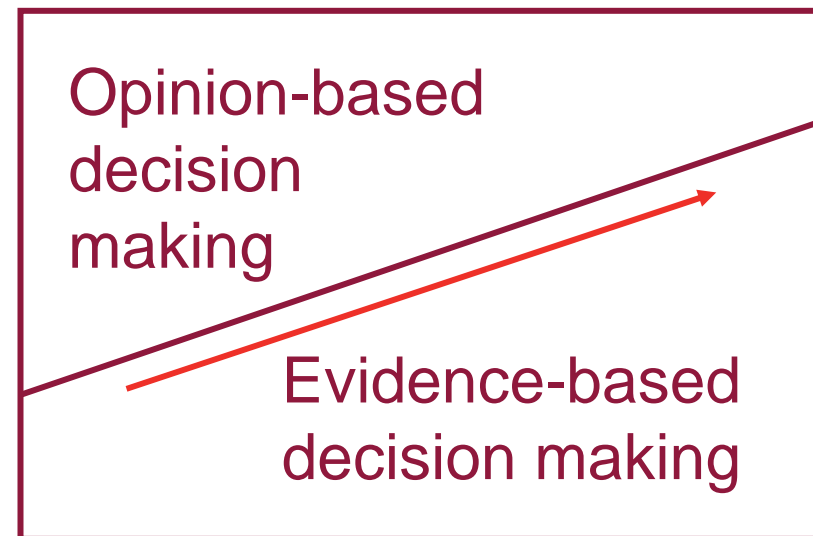 Opinion-based
decision
making
Evidence-based
decision making